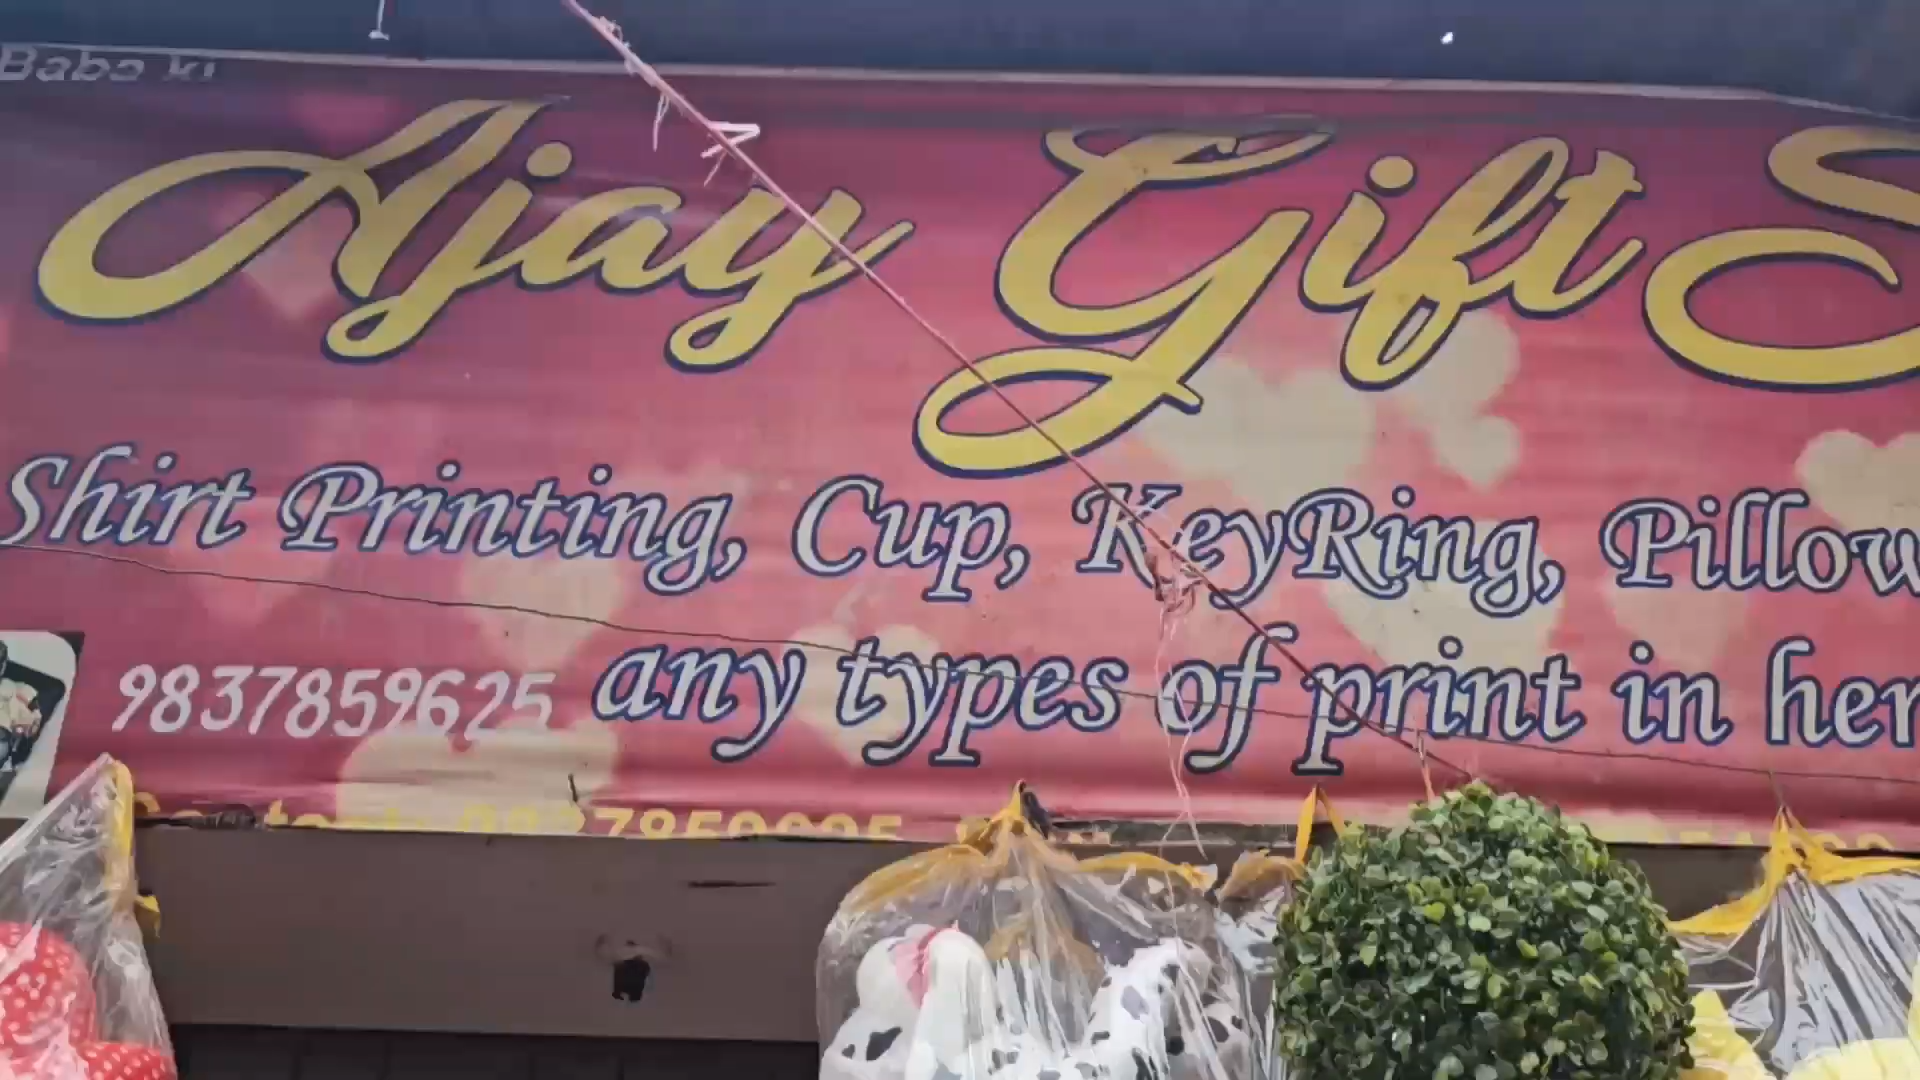 Baba ki
Ajay Gift S
Shirt Printing, Cup, KeyRing, Pillow
9837859625 any types of print in her